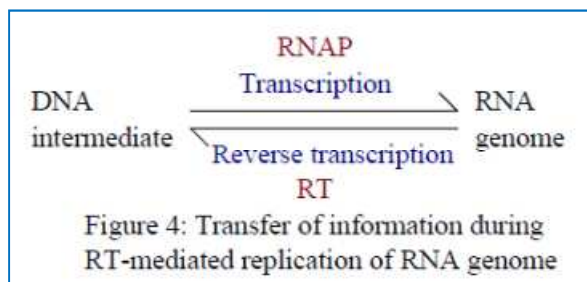 RNAP
Transcription
DNA
intermediate
RNA
genome
Reverse transcription
RT
Figure 4: Transfer of information during
RT-mediated replication of RNA genome